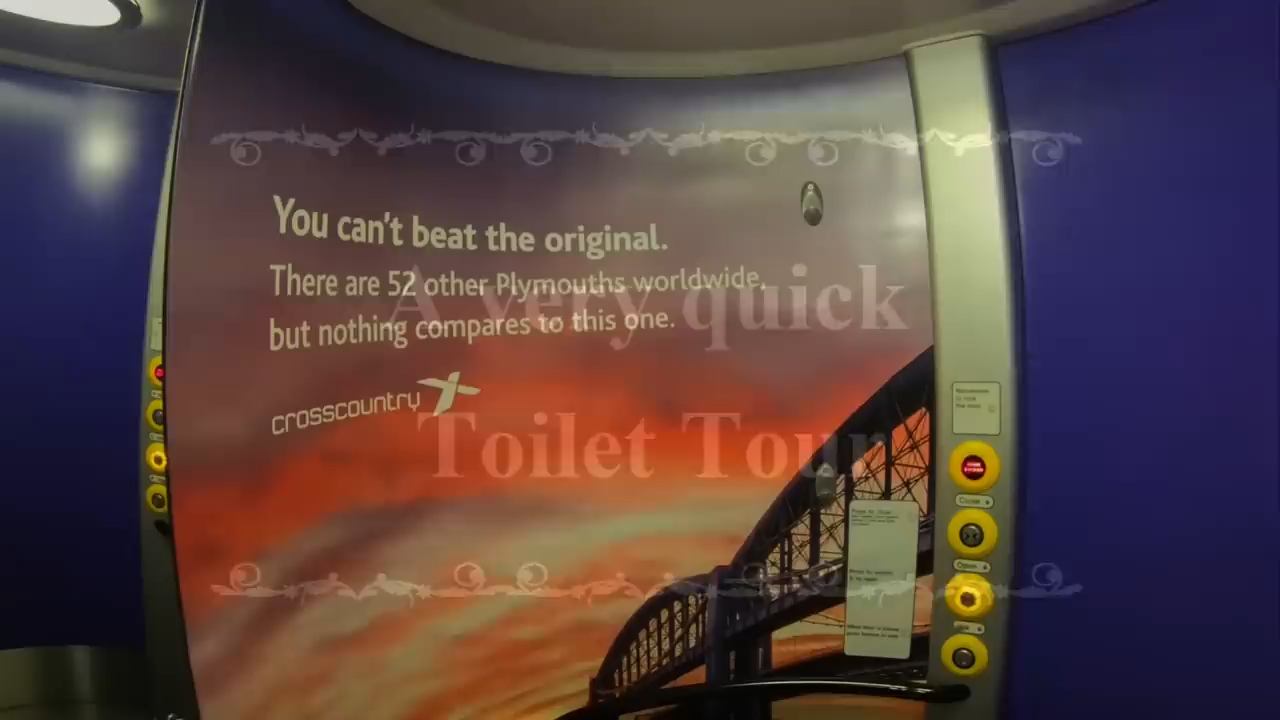 You can't beat the original.
There are 52 other Plymouths worldwide,
but nothing compares to this one.
crosscountry
A very quick
Toilet Tour
Close
Open